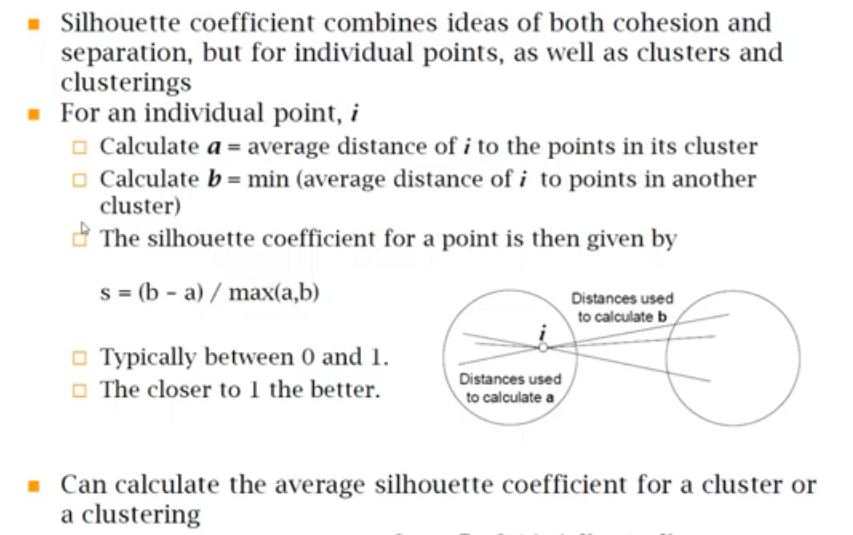 Silhouette coefficient combines ideas of both cohesion and
separation, but for individual points, as well as clusters and
clusterings
For an individual point, i
Calculate a = average distance of i to the points in its cluster
Calculate b = min (average distance of i to points in another
cluster)
The silhouette coefficient for a point is then given by
s = (b – a) / max(a,b)
Typically between 0 and 1.
The closer to 1 the better.
Distances used
to calculate b
i
Distances used
to calculate a
Can calculate the average silhouette coefficient for a cluster or
a clustering